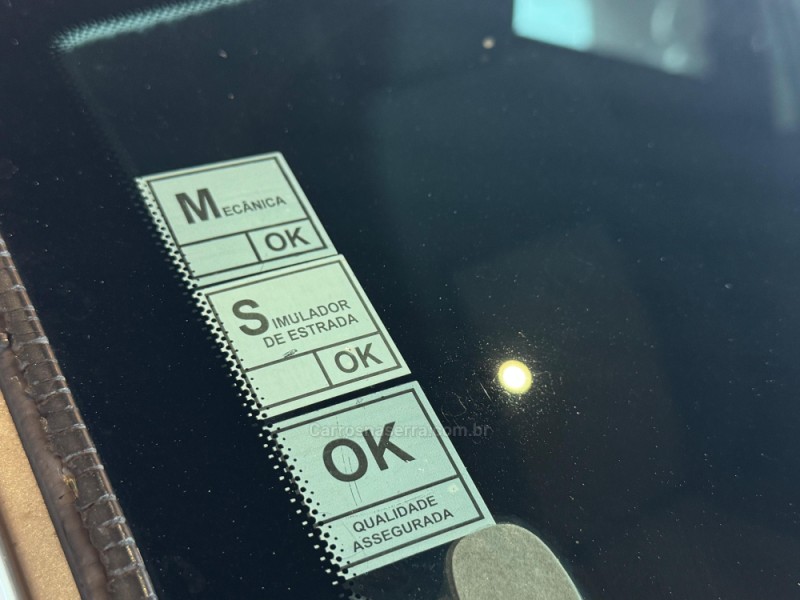 MECÂNICA
OK
SIMULADOR
DE ESTRADA
OK
Carrosnaserra.com.br
OK
QUALIDADE
ASSEGURADA